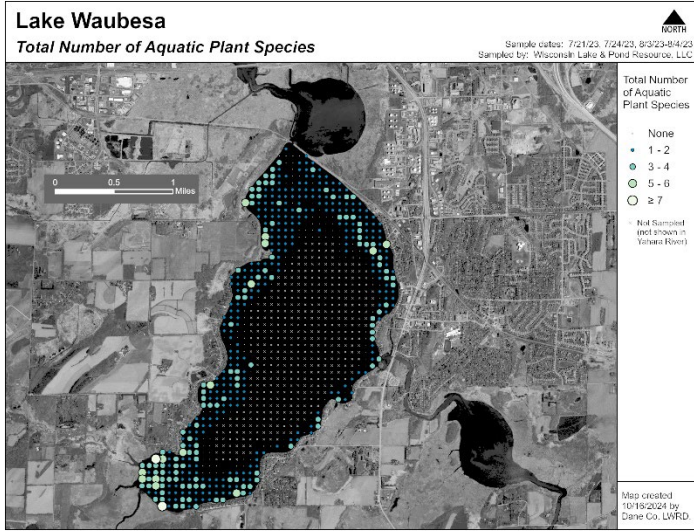 Lake Waubesa
Total Number of Aquatic Plant Species
NORTH
Sample dates: 7/21/23, 7/24/23, 8/3/23-8/4/23
Sampled by: Wisconsin Lake & Pond Resource, LLC
0 0.5 1
Miles
Total Number
of Aquatic
Plant Species
None
1 - 2
3 - 4
5 - 6
≥ 7
Not Sampled
(not shown in
Yahara River)
Map created
10/16/2024 by
Dane Co. LWRD.